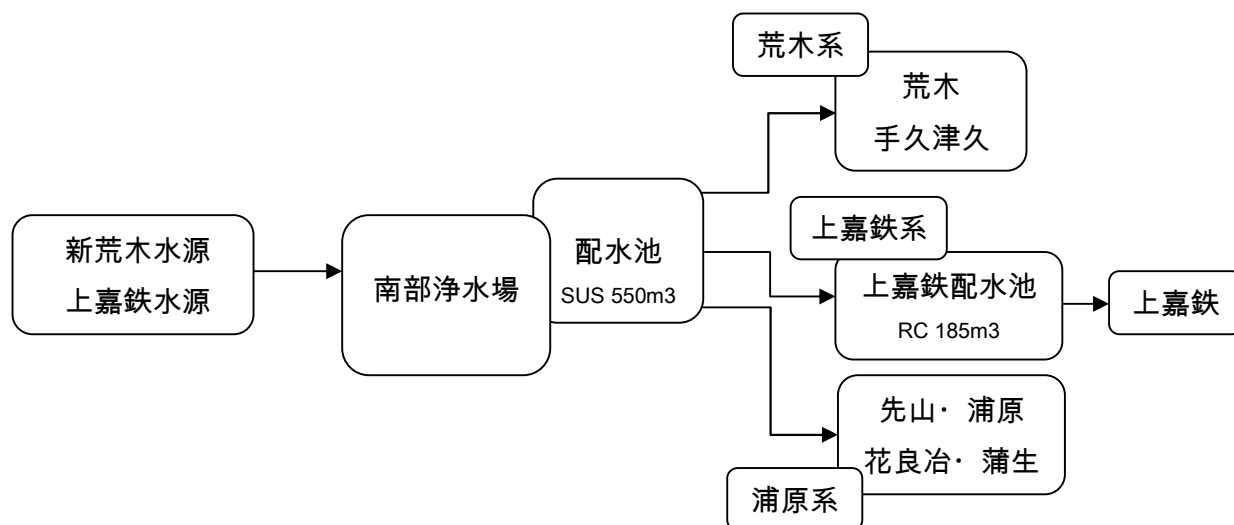 新荒木水源
上嘉鉄水源
南部浄水場
配水池
SUS 550m3
荒木系
荒木
手久津久
上嘉鉄系
上嘉鉄配水池
RC 185m3
上嘉鉄
先山・浦原
花良冶・蒲生
浦原系